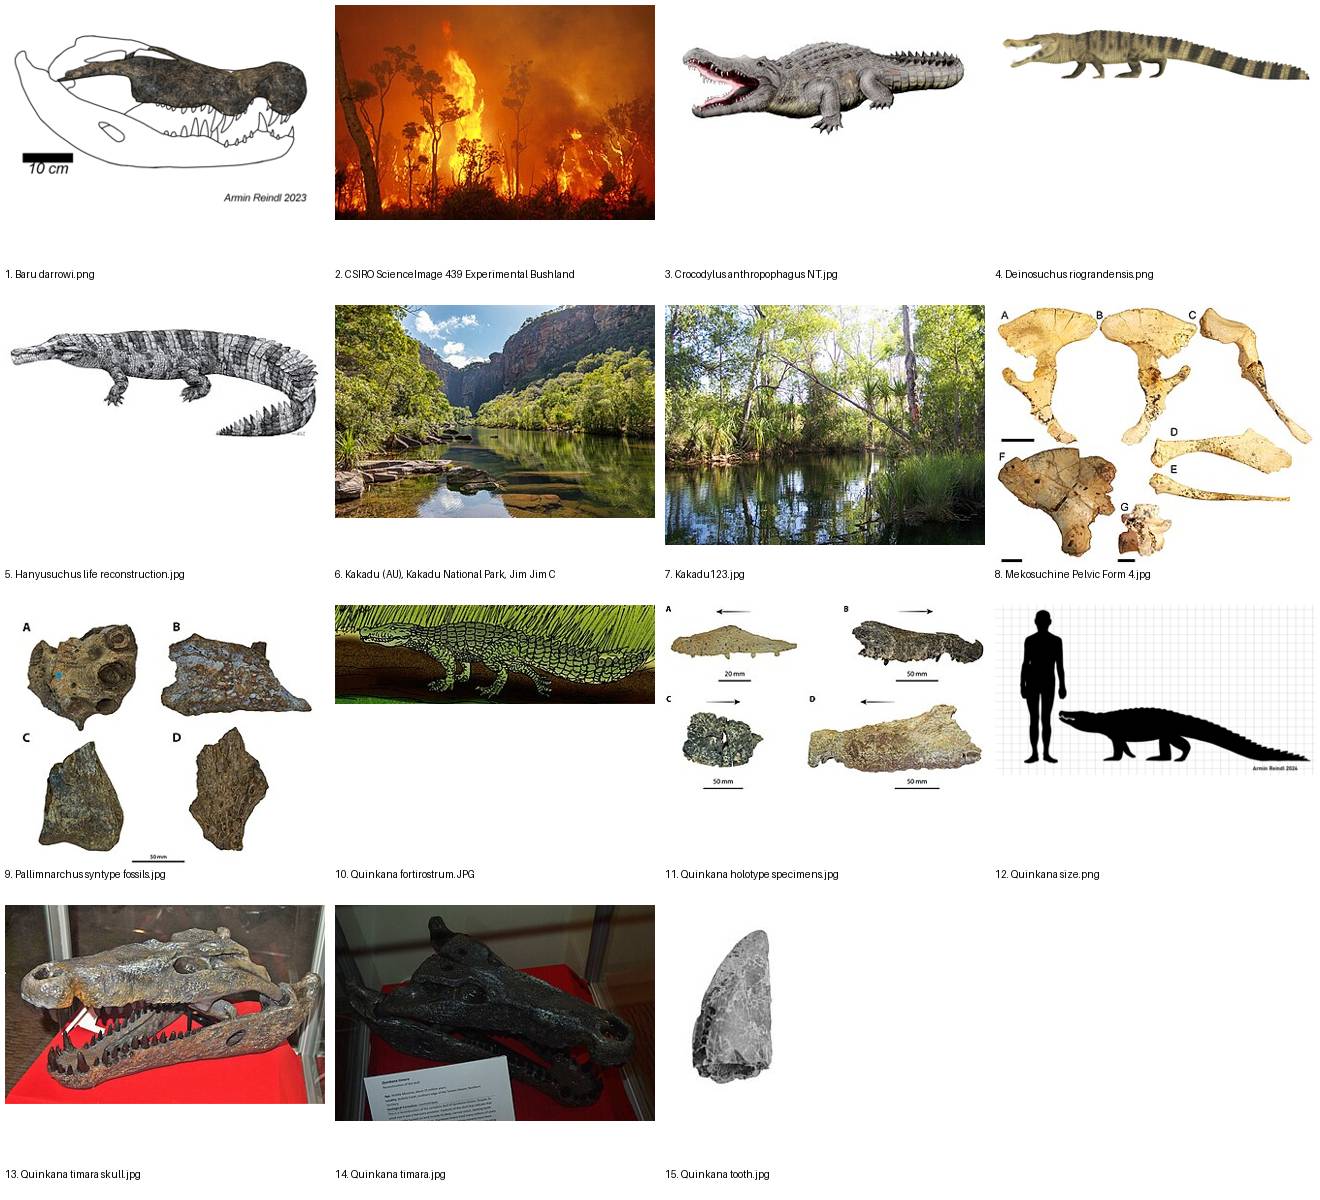 10 cm
Armin Reindl 2023
1. Baru darrowi.png
2. CSIRO ScienceImage 439 Experimental Bushland
3. Crocodylus anthropophagus NT.jpg
4. Deinosuchus riograndensis.png
5. Hanyusuchus life reconstruction.jpg
6. Kakadu (AU), Kakadu National Park, Jim Jim C
7. Kakadu123.jpg
A B C
D
E
F
G
8. Mekosuchine Pelvic Form 4.jpg
A B
C D
50 mm
9. Pallimnarchus syntype fossils.jpg
10. Quinkana fortirostrum.JPG
A B
20 mm 50 mm
C D
50 mm 50 mm
11. Quinkana holotype specimens.jpg
Armin Reindl 2024
12. Quinkana size.png
13. Quinkana timara skull.jpg
Quinkana timara
14. Quinkana timara.jpg
15. Quinkana tooth.jpg